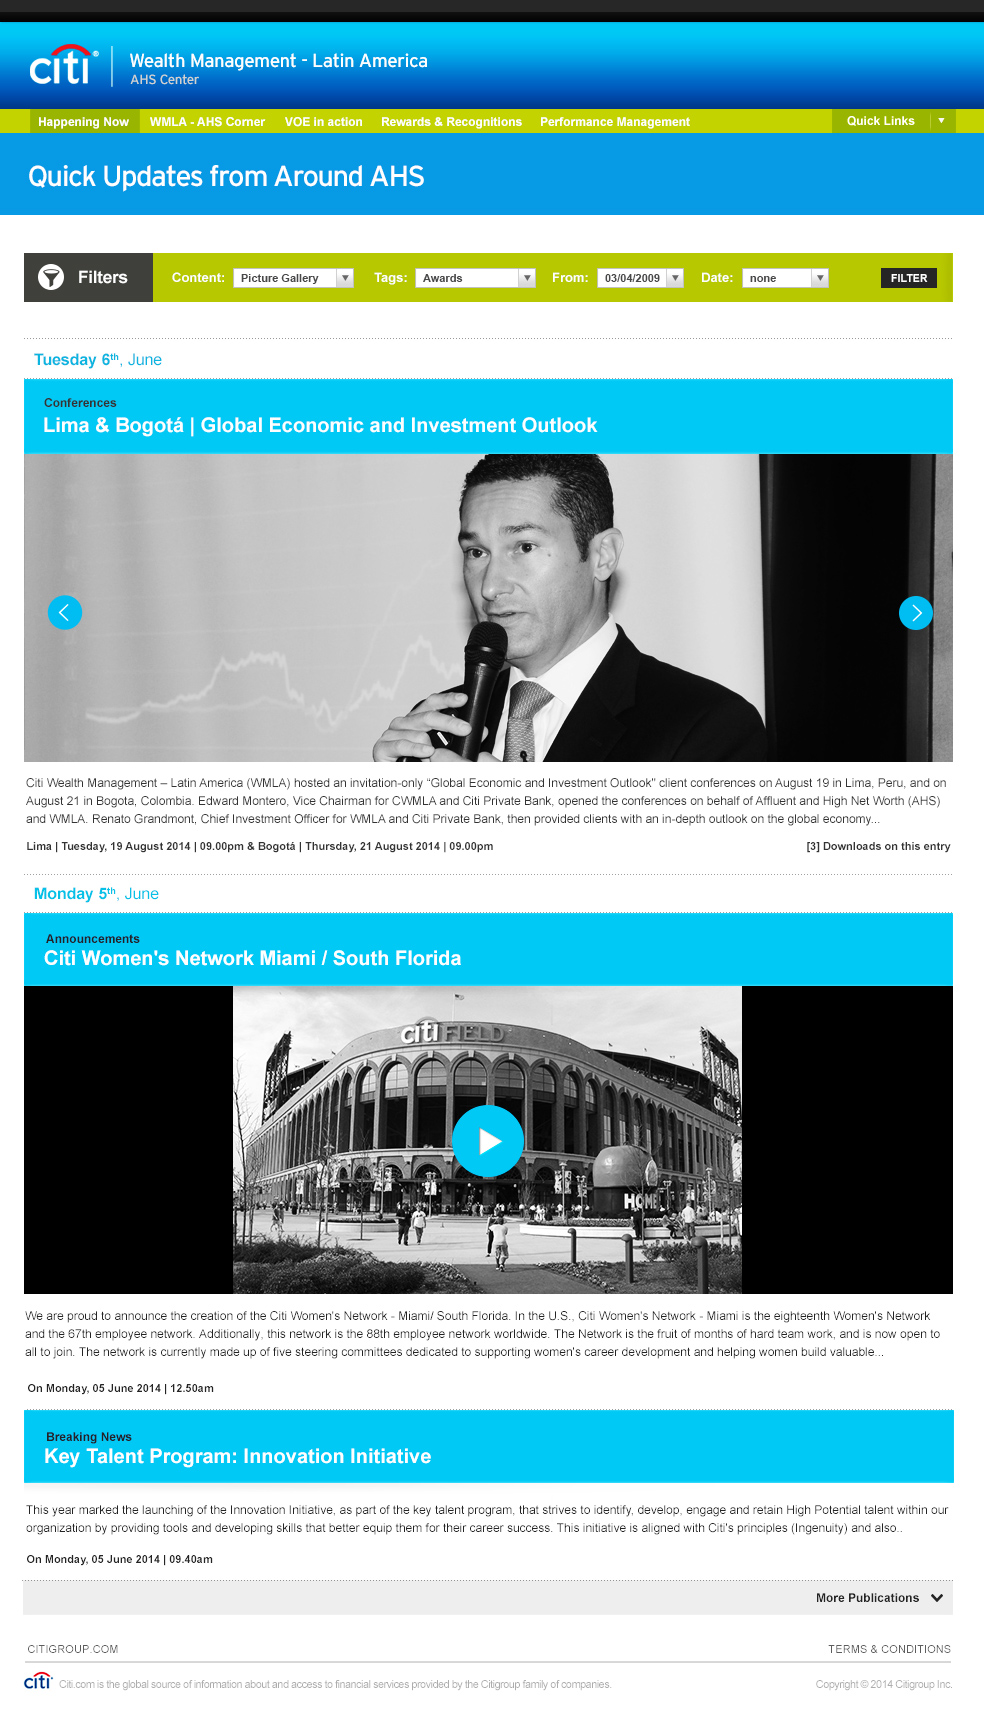 citi®
Wealth Management - Latin America
AHS Center
Happening Now WMLA - AHS Corner VOE in action Rewards & Recognitions Performance Management Quick Links
Quick Updates from Around AHS
Filters Content: Picture Gallery Tags: Awards From: 03/04/2009 Date: none FILTER
Tuesday 6th, June
Conferences
Lima & Bogotá | Global Economic and Investment Outlook
Citi Wealth Management – Latin America (WMLA) hosted an invitation-only “Global Economic and Investment Outlook" client conferences on August 19 in Lima, Peru, and on
August 21 in Bogota, Colombia. Edward Montero, Vice Chairman for CWMLA and Citi Private Bank, opened the conferences on behalf of Affluent and High Net Worth (AHS)
and WMLA. Renato Grandmont, Chief Investment Officer for WMLA and Citi Private Bank, then provided clients with an in-depth outlook on the global economy...
Lima | Tuesday, 19 August 2014 | 09.00pm & Bogotá | Thursday, 21 August 2014 | 09.00pm [3] Downloads on this entry
Monday 5th, June
Announcements
Citi Women's Network Miami / South Florida
citi FIELD
HOME
We are proud to announce the creation of the Citi Women's Network - Miami/ South Florida. In the U.S., Citi Women's Network - Miami is the eighteenth Women's Network
and the 67th employee network. Additionally, this network is the 88th employee network worldwide. The Network is the fruit of months of hard team work, and is now open to
all to join. The network is currently made up of five steering committees dedicated to supporting women's career development and helping women build valuable...
On Monday, 05 June 2014 | 12.50am
Breaking News
Key Talent Program: Innovation Initiative
This year marked the launching of the Innovation Initiative, as part of the key talent program, that strives to identify, develop, engage and retain High Potential talent within our
organization by providing tools and developing skills that better equip them for their career success. This initiative is aligned with Citi's principles (Ingenuity) and also..
On Monday, 05 June 2014 | 09.40am
More Publications
CITIGROUP.COM TERMS & CONDITIONS
citi Citi.com is the global source of information about and access to financial services provided by the Citigroup family of companies. Copyright © 2014 Citigroup Inc.